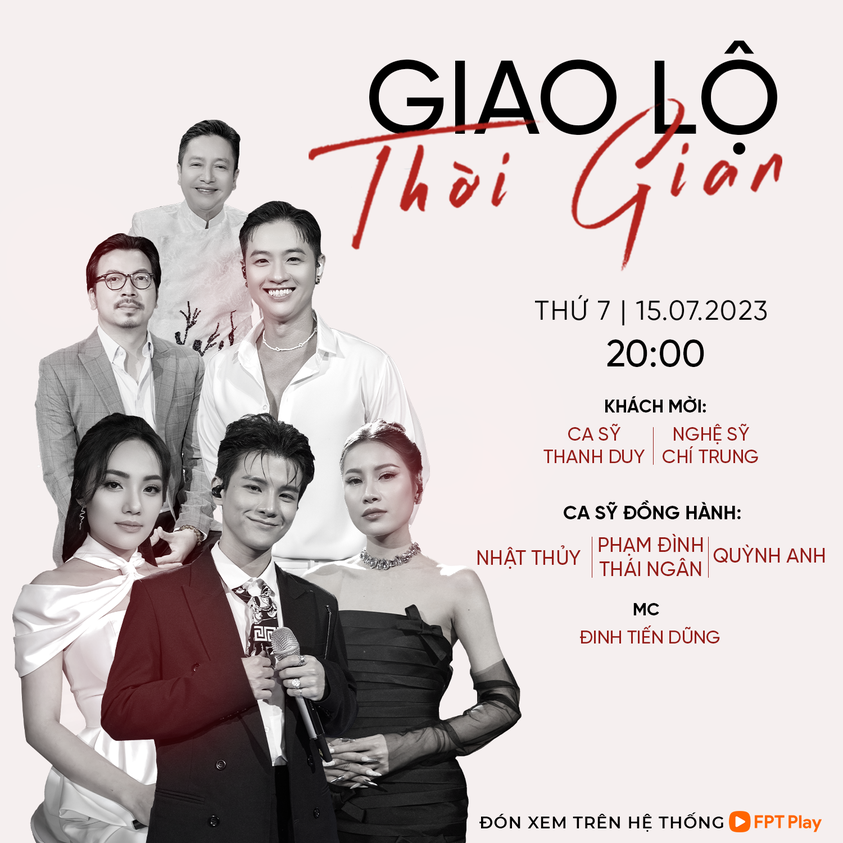 GIAO LỘ
Thời Gian
THỨ 7 | 15.07.2023
20:00
KHÁCH MỜI:
CA SỸ
THANH DUY
NGHỆ SỸ
CHÍ TRUNG
CA SỸ ĐỒNG HÀNH:
NHẬT THỦY
PHẠM ĐÌNH
THÁI NGÂN
QUỲNH ANH
MC
ĐINH TIẾN DŨNG
ĐÓN XEM TRÊN HỆ THỐNG FPT Play